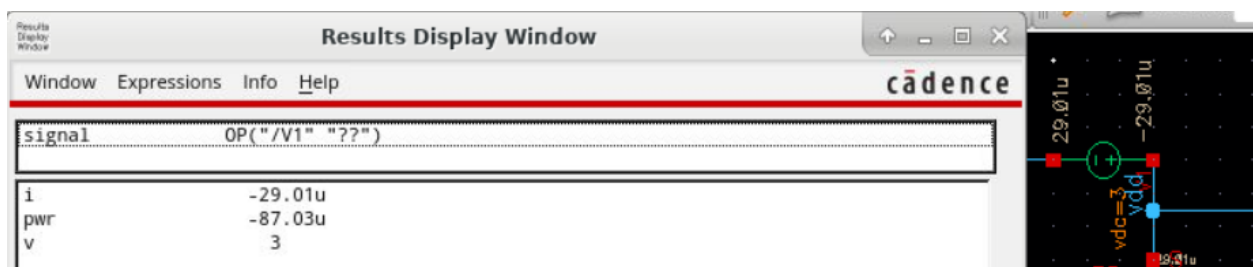 Results
Display
Window
Results Display Window
Window Expressions Info Help
cādence
signal OP("/V1" "??")
i -29.01u
pwr -87.03u
v 3
29.01u
-29.01u
V1
vdd
vdc=3
29.01u